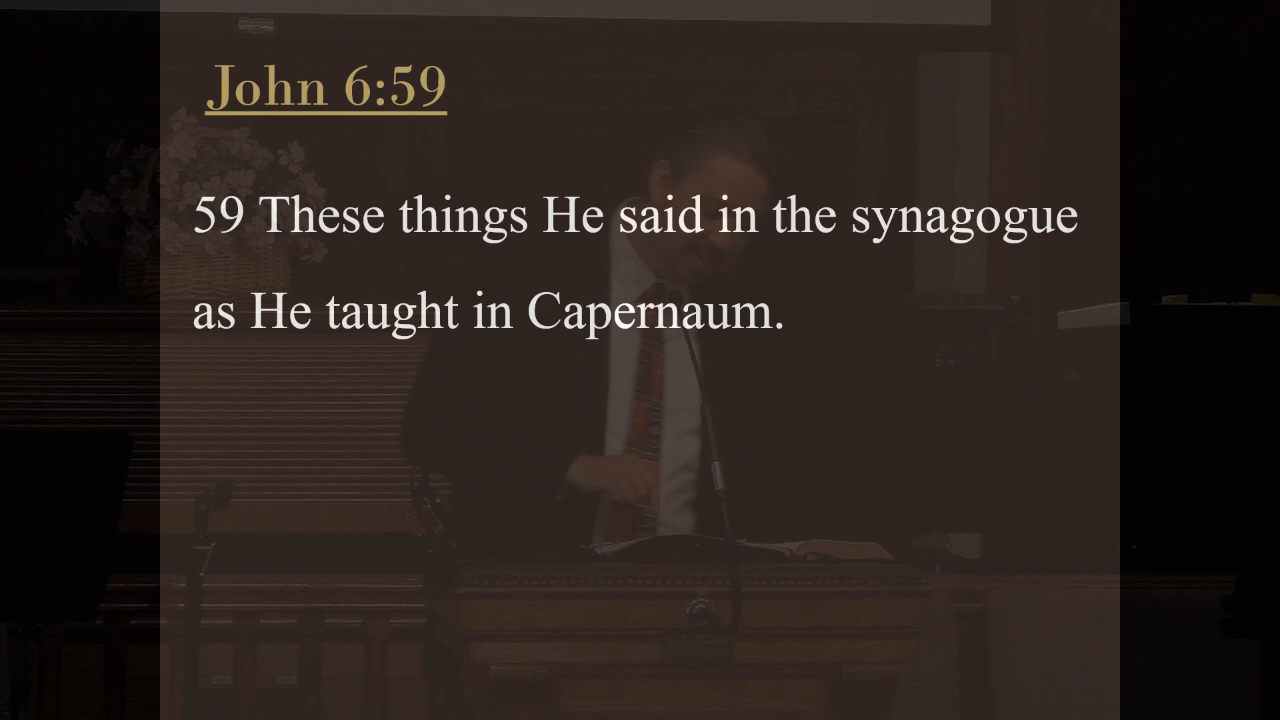 John 6:59
59 These things He said in the synagogue
as He taught in Capernaum.